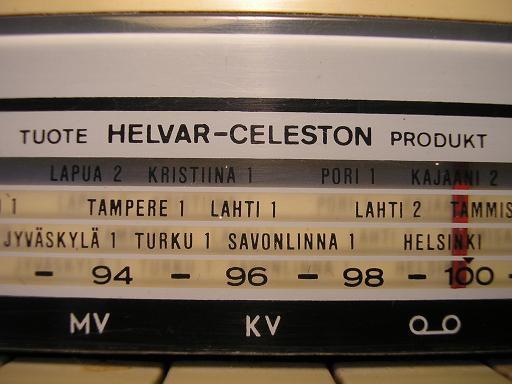 TUOTE HELVAR-CELESTON PRODUKT
LAPUA 2 KRISTIINA 1 PORI 1 KAJAANI 2
1 TAMPERE 1 LAHTI 1 LAHTI 2 TAMMIS
JYVÄSKYLÄ 1 TURKU 1 SAVONLINNA 1 HELSINKI
- 94 - 96 - 98 - 100 -
MV KV